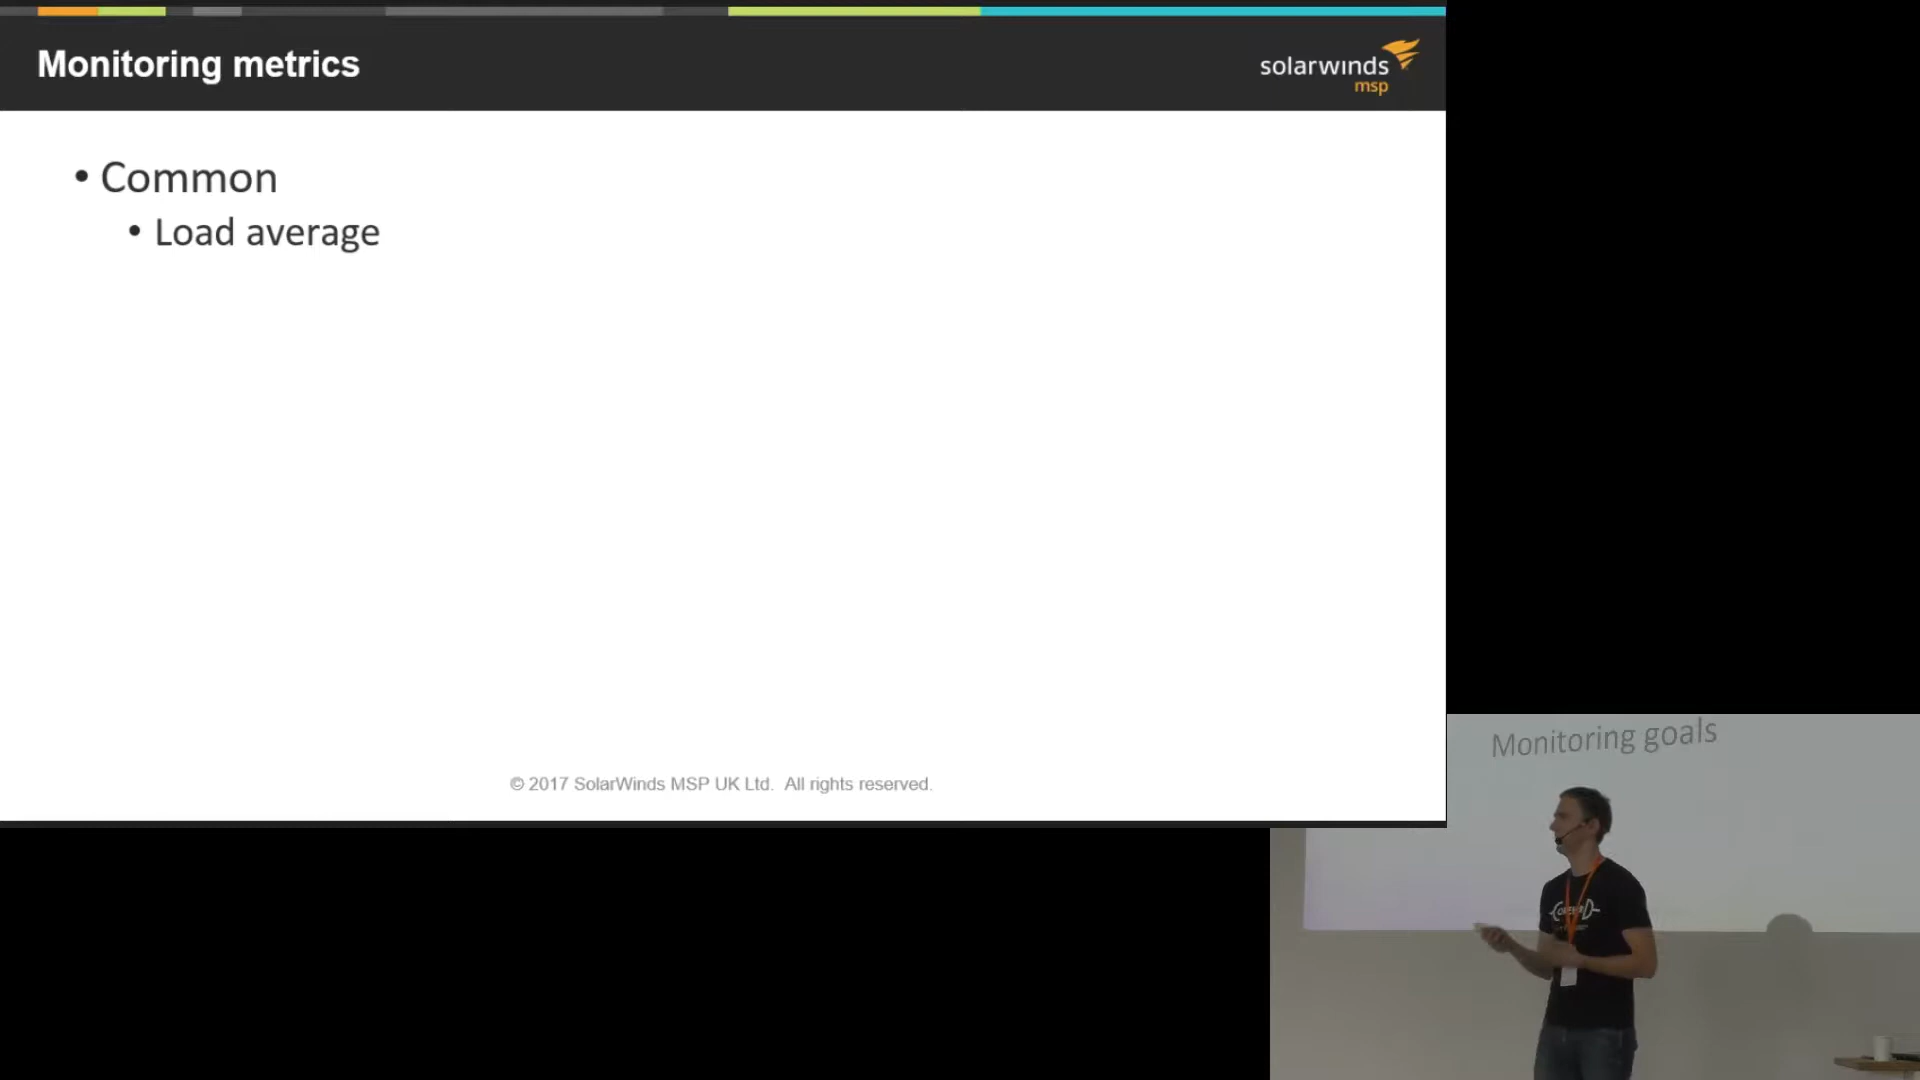 Monitoring metrics
solarwinds
msp
• Common
• Load average
© 2017 SolarWinds MSP UK Ltd. All rights reserved.
Monitoring goals